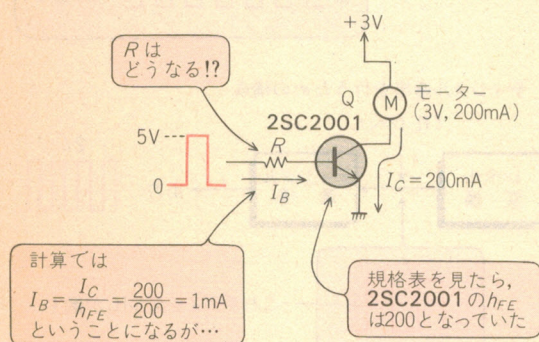 +3V
Rは
どうなる!?
Q
M
モーター
(3V, 200mA)
2SC2001
5V
R
0
I_B
I_C=200mA
計算では
I_B=I_C/h_FE=200/200=1mA
ということになるが…
規格表を見たら,
2SC2001のh_FE
は200となっていた